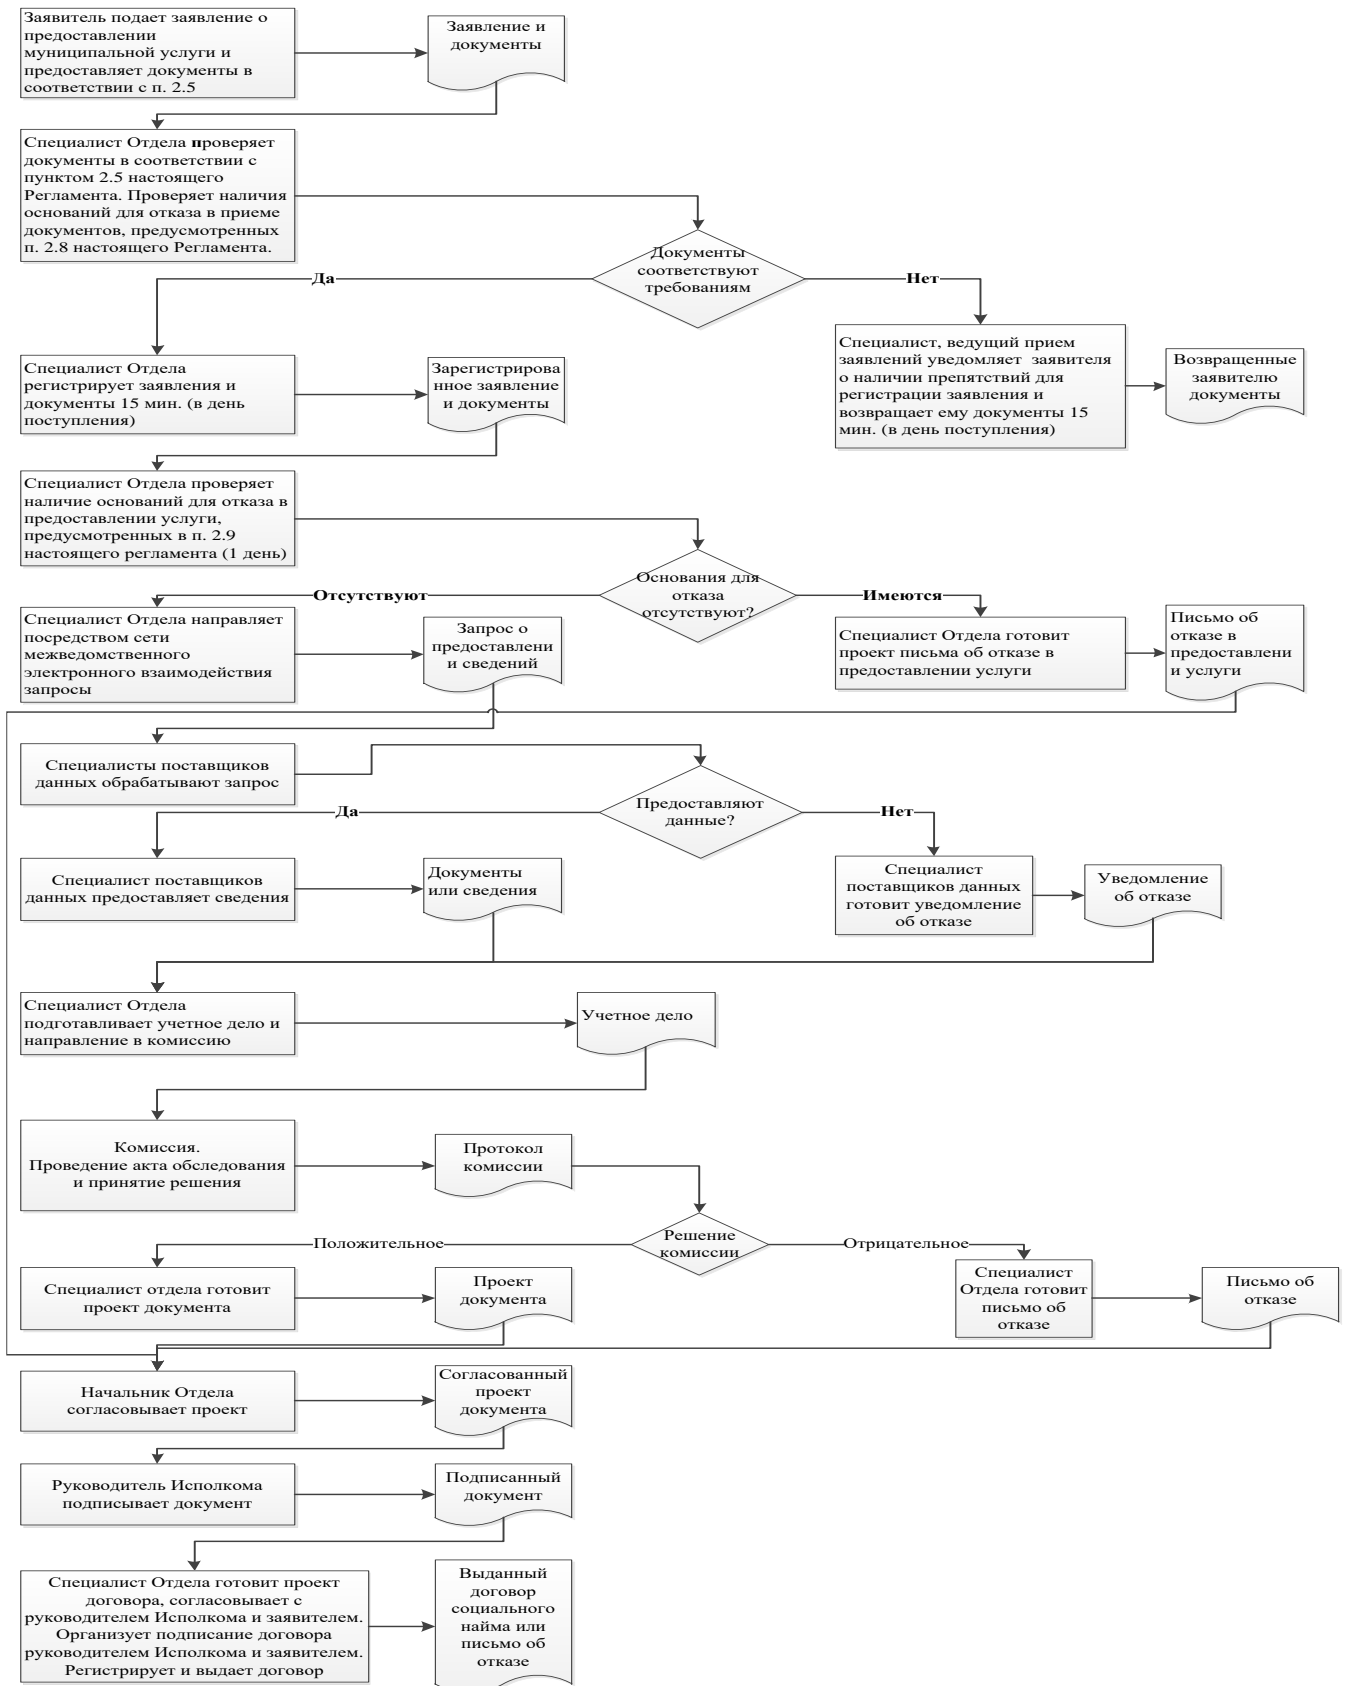 Заявитель подает заявление о
предоставлении
муниципальной услуги и
предоставляет документы в
соответствии с п. 2.5
Заявление и
документы
Специалист Отдела проверяет
документы в соответствии с
пунктом 2.5 настоящего
Регламента. Проверяет наличия
оснований для отказа в приеме
документов, предусмотренных
п. 2.8 настоящего Регламента.
Документы
соответствуют
требованиям
Да
Нет
Специалист Отдела
регистрирует заявления и
документы 15 мин. (в день
поступления)
Зарегистрирова
нное заявление
и документы
Специалист, ведущий прием
заявлений уведомляет заявителя
о наличии препятствий для
регистрации заявления и
возвращает ему документы 15
мин. (в день поступления)
Возвращенные
заявителю
документы
Специалист Отдела проверяет
наличие оснований для отказа в
предоставлении услуги,
предусмотренных в п. 2.9
настоящего регламента (1 день)
Основания для
отказа
отсутствуют?
Отсутствуют
Имеются
Специалист Отдела направляет
посредством сети
межведомственного
электронного взаимодействия
запросы
Запрос о
предоставлени
и сведений
Специалист Отдела готовит
проект письма об отказе в
предоставлении услуги
Письмо об
отказе в
предоставлени
и услуги
Специалисты поставщиков
данных обрабатывают запрос
Предоставляют
данные?
Да
Нет
Специалист поставщиков
данных предоставляет сведения
Документы
или сведения
Специалист
поставщиков данных
готовит уведомление
об отказе
Уведомление
об отказе
Специалист Отдела
подготавливает учетное дело и
направление в комиссию
Учетное дело
Комиссия.
Проведение акта обследования
и принятие решения
Протокол
комиссии
Решение
комиссии
Положительное
Отрицательное
Специалист отдела готовит
проект документа
Проект
документа
Специалист
Отдела готовит
письмо об
отказе
Письмо об
отказе
Начальник Отдела
согласовывает проект
Согласованный
проект
документа
Руководитель Исполкома
подписывает документ
Подписанный
документ
Специалист Отдела готовит проект
договора, согласовывает с
руководителем Исполкома и заявителем.
Организует подписание договора
руководителем Исполкома и заявителем.
Регистрирует и выдает договор
Выданный
договор
социального
найма или
письмо об
отказе